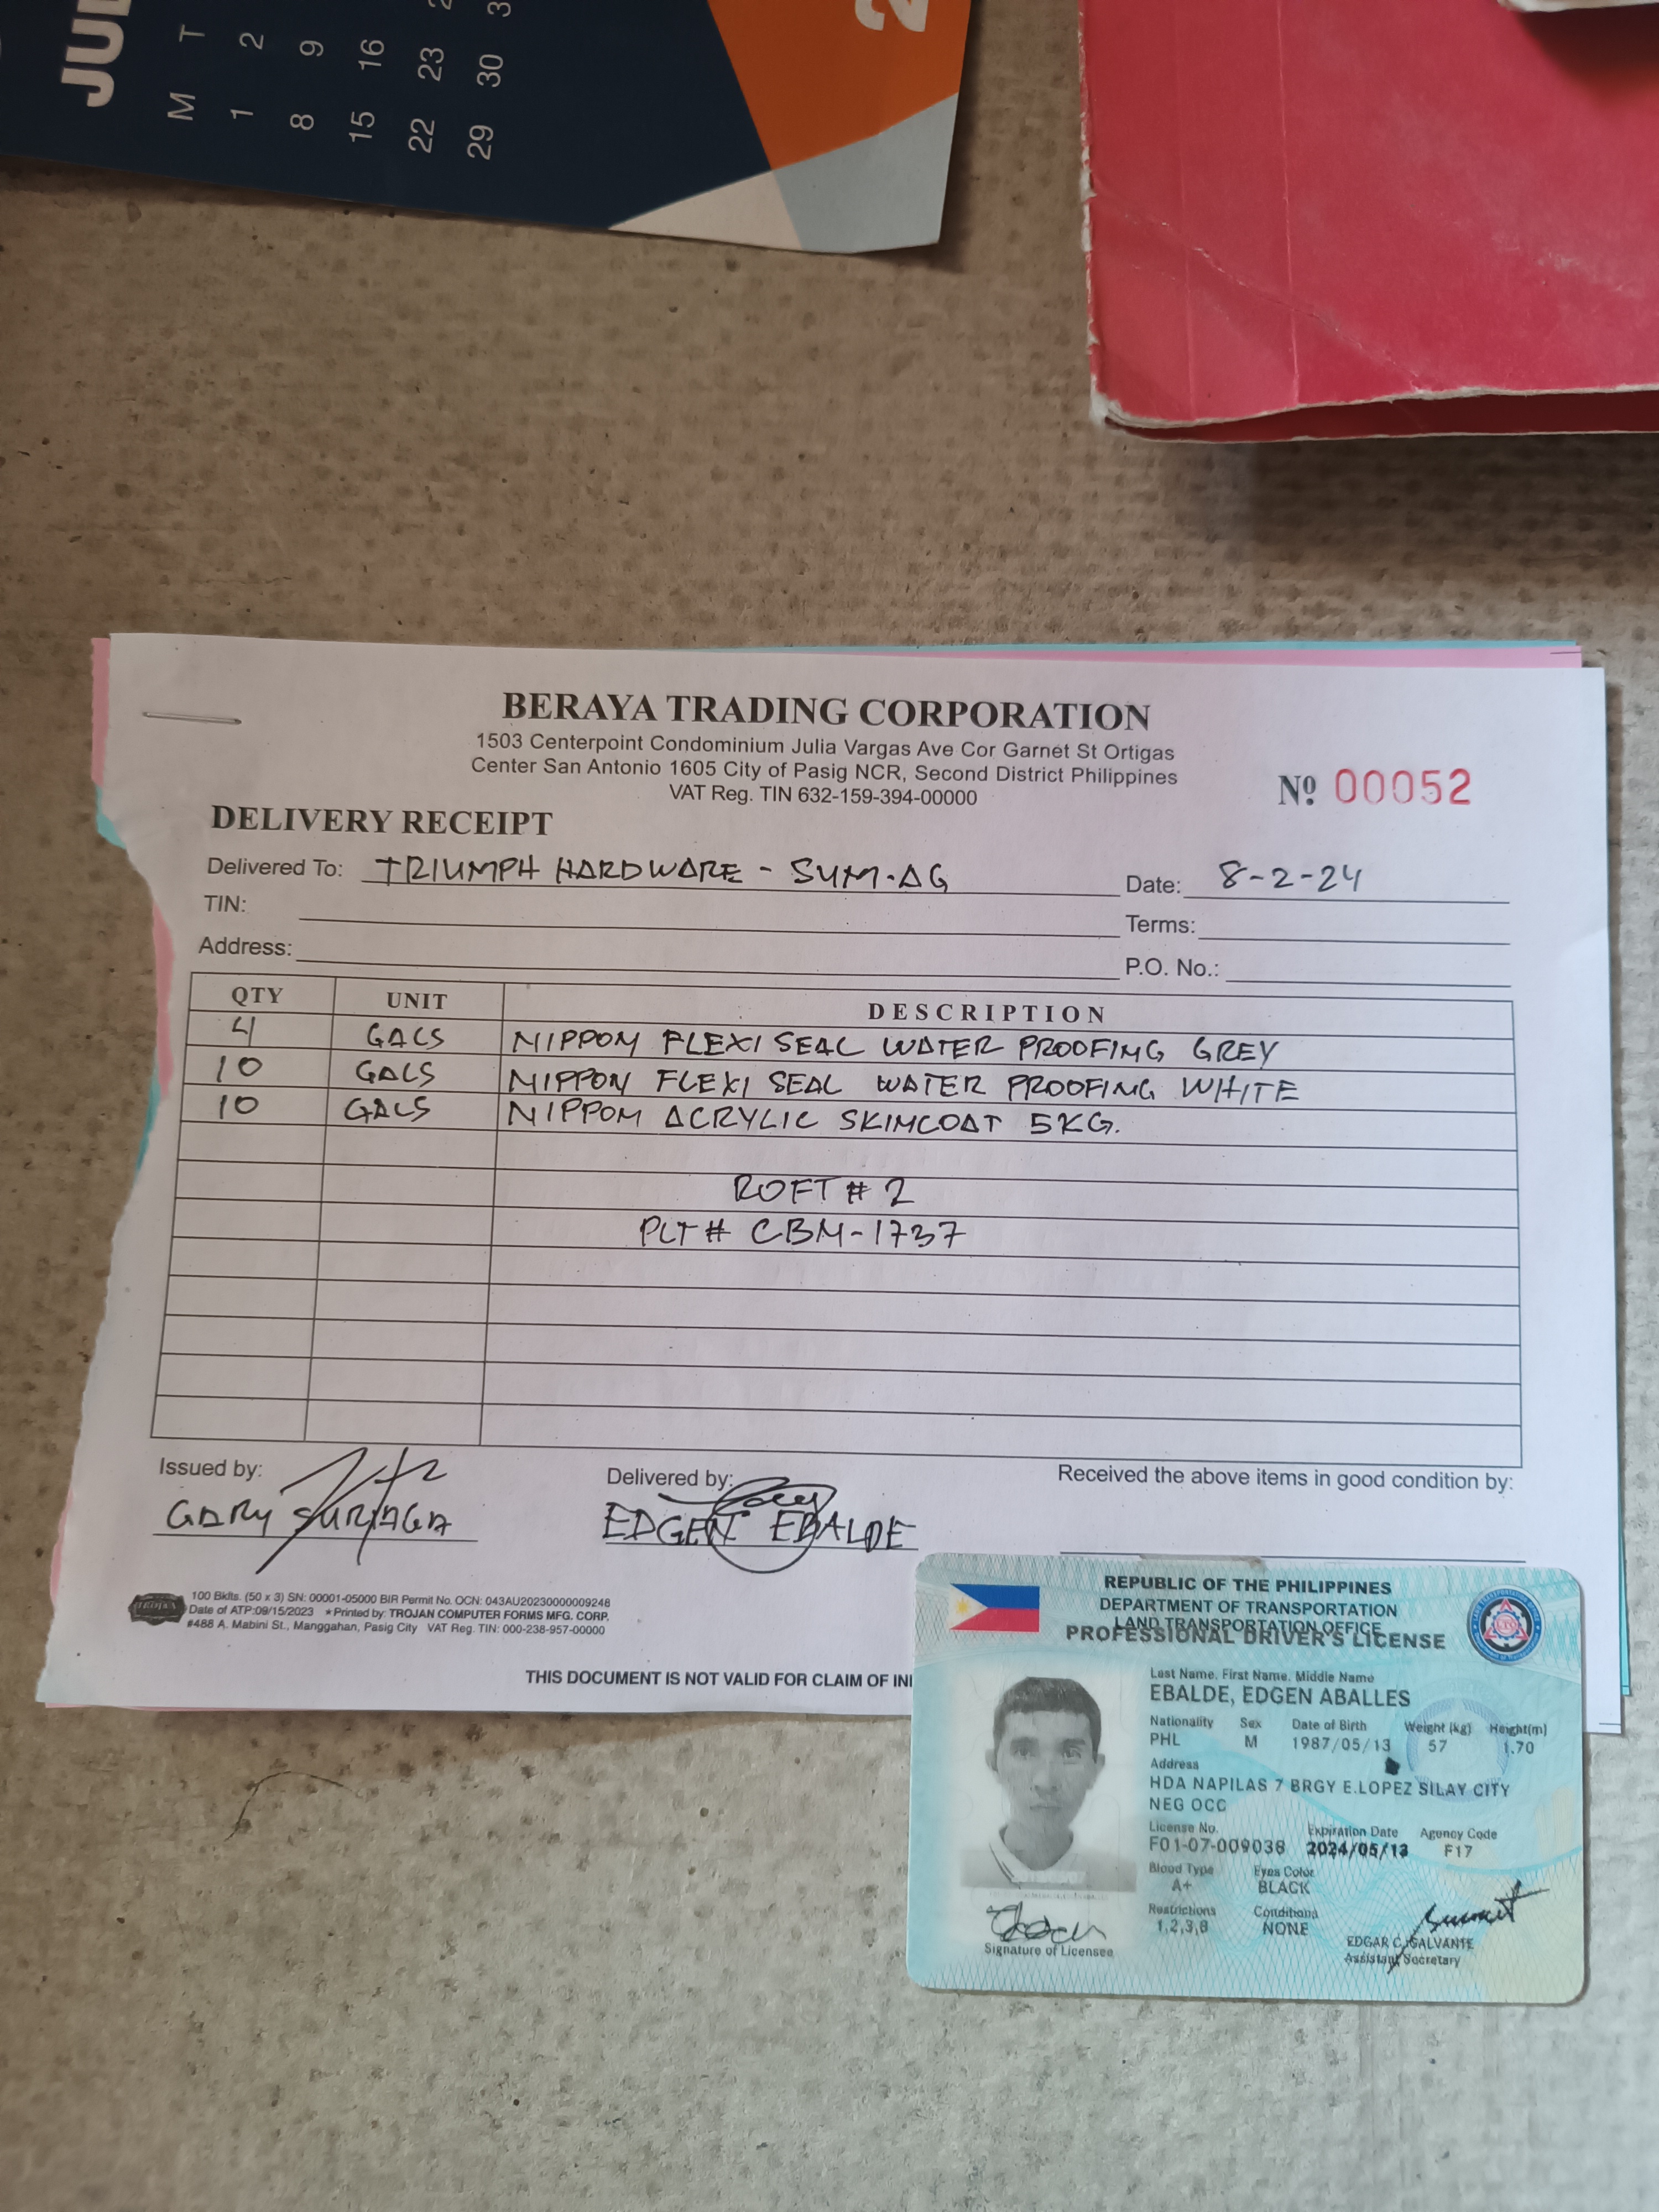 JUL
M T
1 2
8 9
15 16
22 23 2
29 30 3
2
BERAYA TRADING CORPORATION
1503 Centerpoint Condominium Julia Vargas Ave Cor Garnet St Ortigas
Center San Antonio 1605 City of Pasig NCR, Second District Philippines
VAT Reg. TIN 632-159-394-00000
Nº 00052
DELIVERY RECEIPT
Delivered To: TRIUMPH HARDWARE - SUM-AG Date: 8-2-24
TIN: Terms:
Address: P.O. No.:
QTY UNIT DESCRIPTION
4 GALS NIPPON FLEXI SEAL WATER PROOFING GREY
10 GALS NIPPON FLEXI SEAL WATER PROOFING WHITE
10 GALS NIPPON ACRYLIC SKIMCOAT 5KG.
ROFT # 2
PLT # CBM-1737
Issued by: Delivered by: Received the above items in good condition by:
GARY SURIAGA EDGEN EBALDE
100 Bklts. (50 x 3) SN: 00001-05000 BIR Permit No. OCN: 043AU20230000009248
Date of ATP:09/15/2023 ★Printed by: TROJAN COMPUTER FORMS MFG. CORP.
#488 A. Mabini St., Manggahan, Pasig City VAT Reg. TIN: 000-238-957-00000
TROJAN
THIS DOCUMENT IS NOT VALID FOR CLAIM OF IN
REPUBLIC OF THE PHILIPPINES
DEPARTMENT OF TRANSPORTATION
LAND TRANSPORTATION OFFICE
PROFESSIONAL DRIVER'S LICENSE
Last Name, First Name, Middle Name
EBALDE, EDGEN ABALLES
Nationality Sex Date of Birth Weight (kg) Height(m)
PHL M 1987/05/13 57 1.70
Address
HDA NAPILAS 7 BRGY E.LOPEZ SILAY CITY
NEG OCC
License No. Expiration Date Agency Code
F01-07-009038 2024/05/13 F17
Blood Type Eyes Color
A+ BLACK
Restrictions Conditions
1,2,3,8 NONE
EDGAR C. GALVANTE
Assistant Secretary
Signature of Licensee